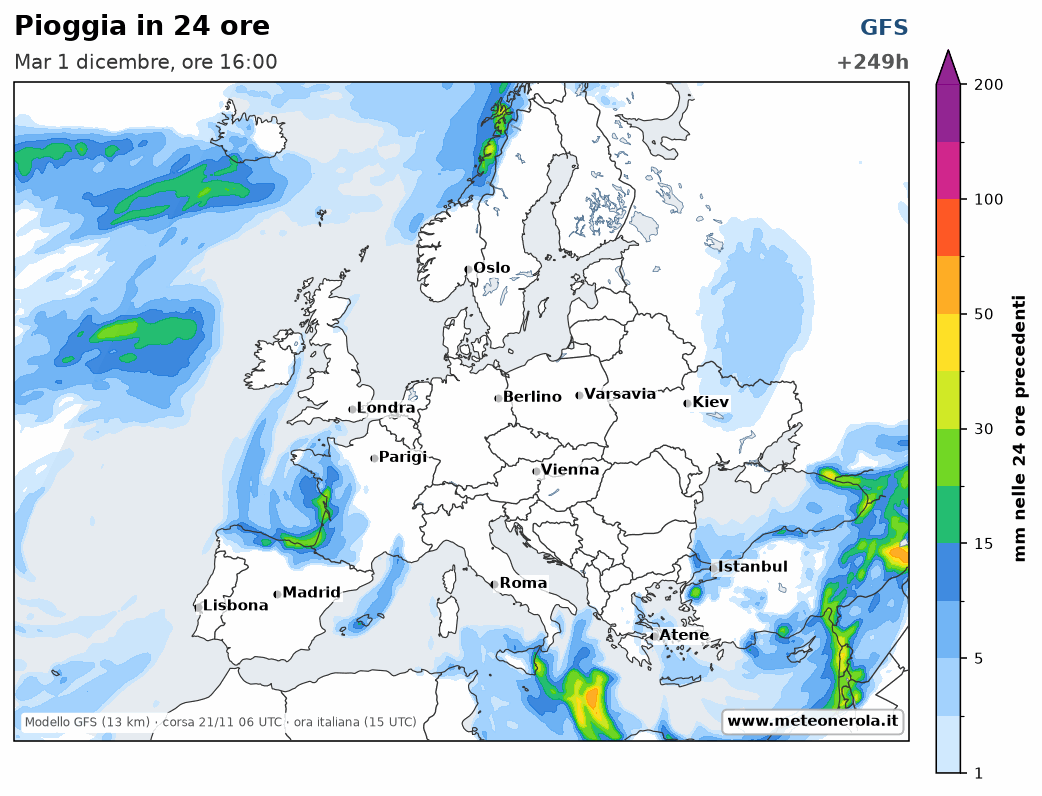 Pioggia in 24 ore
GFS
Mar 1 dicembre, ore 16:00
+249h
200
100
50
30
15
5
1
mm nelle 24 ore precedenti
Oslo
Londra
Berlino
Varsavia
Kiev
Parigi
Vienna
Istanbul
Roma
Madrid
Lisbona
Atene
Modello GFS (13 km) · corsa 21/11 06 UTC · ora italiana (15 UTC)
www.meteonerola.it